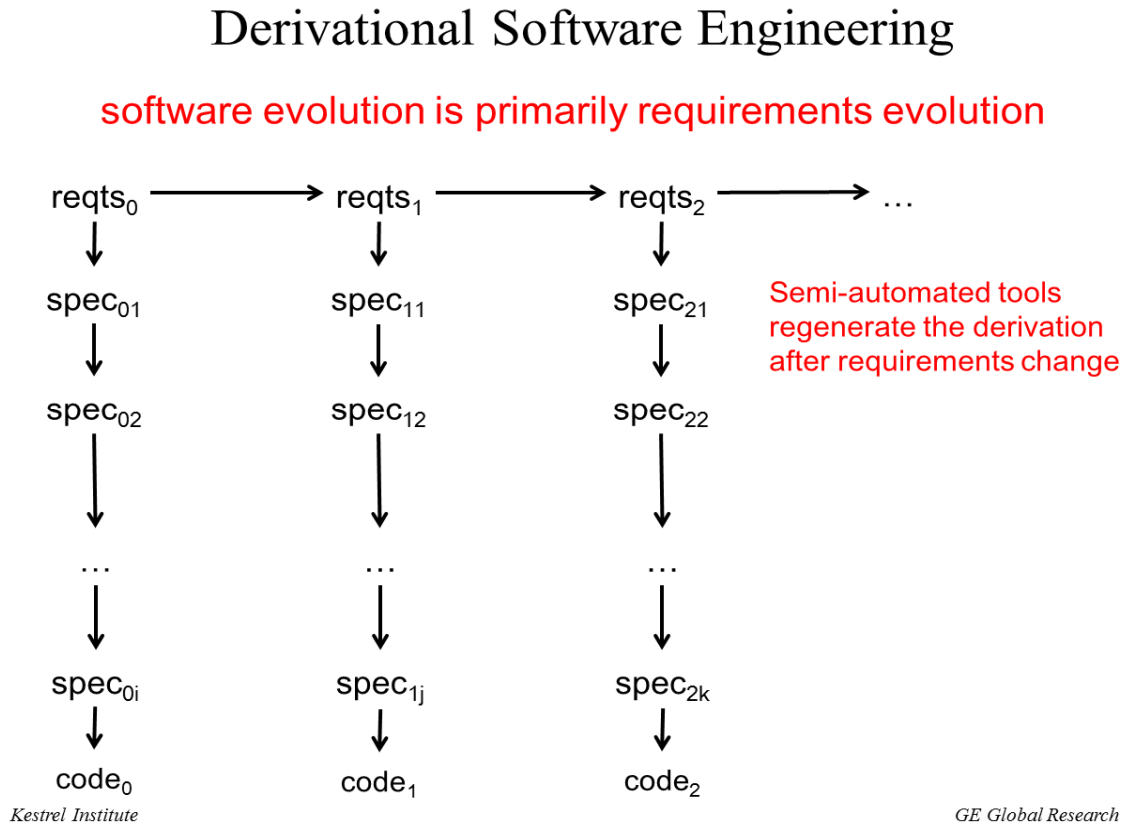 Derivational Software Engineering
software evolution is primarily requirements evolution
reqts₀ reqts₁ reqts₂ …
spec₀₁ spec₁₁ spec₂₁
Semi-automated tools
regenerate the derivation
after requirements change
spec₀₂ spec₁₂ spec₂₂
… … …
spec₀ᵢ spec₁ⱼ spec₂ₖ
code₀ code₁ code₂
Kestrel Institute
GE Global Research